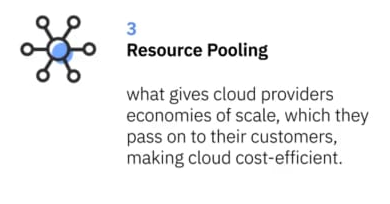 3
Resource Pooling
what gives cloud providers
economies of scale, which they
pass on to their customers,
making cloud cost-efficient.